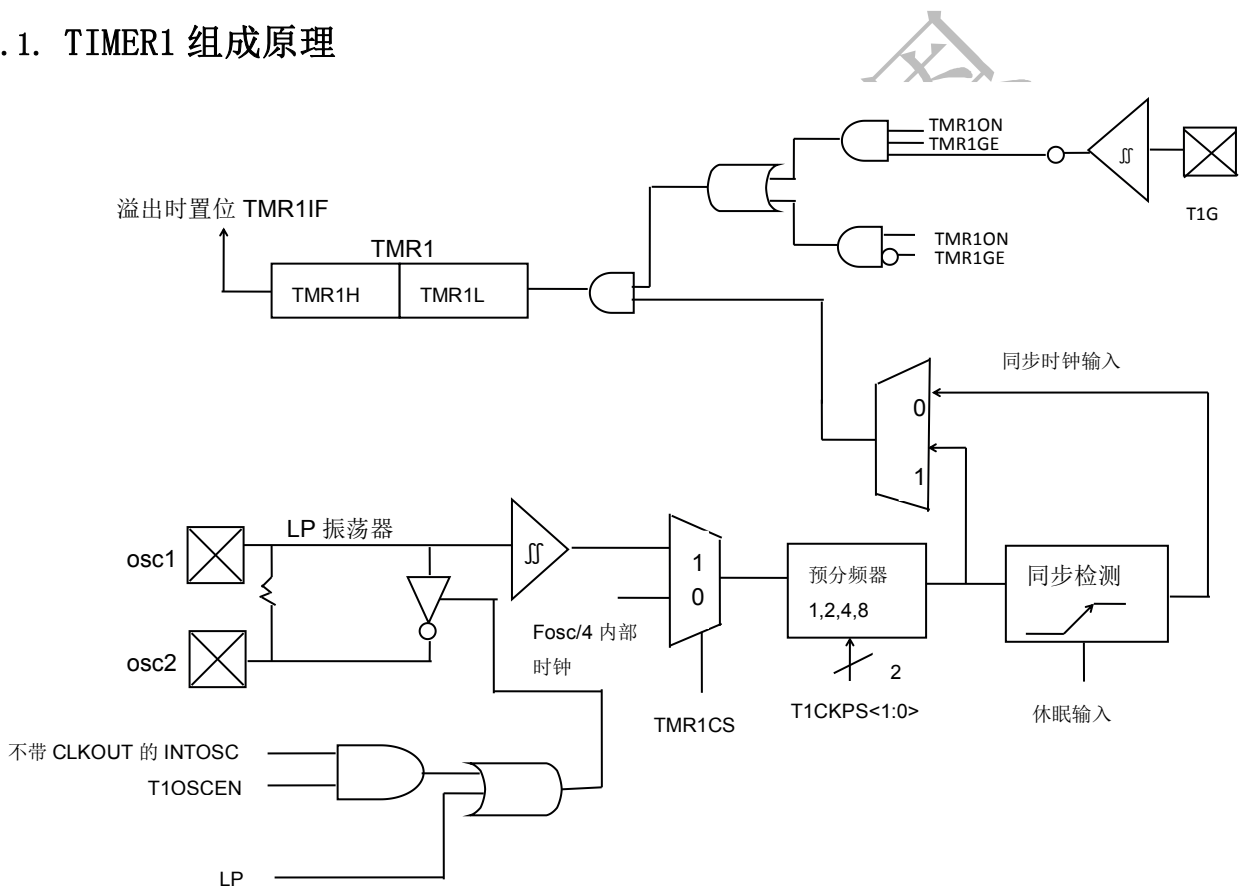 .1. TIMER1 组成原理
TMR1ON
TMR1GE
T1G
溢出时置位 TMR1IF
TMR1ON
TMR1GE
TMR1
TMR1H
TMR1L
同步时钟输入
0
1
LP 振荡器
osc1
1
0
预分频器
1,2,4,8
同步检测
Fosc/4 内部
时钟
osc2
2
TMR1CS
T1CKPS<1:0>
休眠输入
不带 CLKOUT 的 INTOSC
T1OSCEN
LP